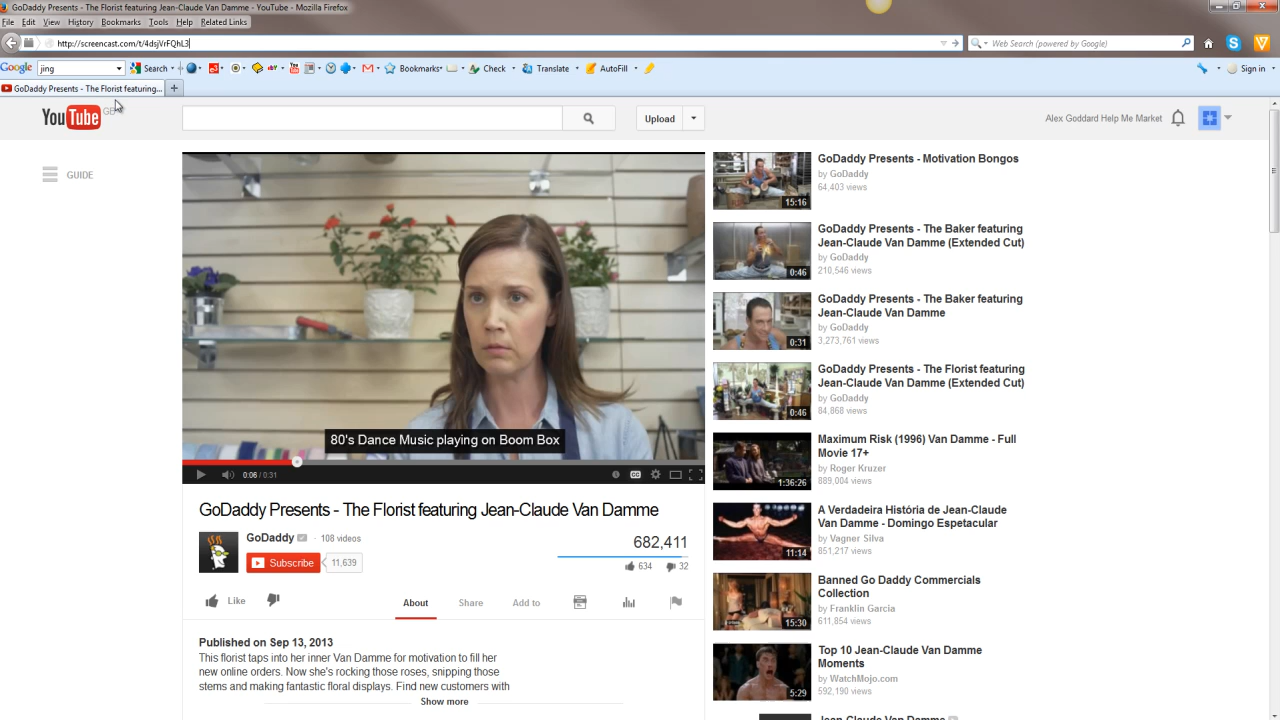 GoDaddy Presents - The Florist featuring Jean-Claude Van Damme - YouTube - Mozilla Firefox
File Edit View History Bookmarks Tools Help Related Links
http://screencast.com/t/4dsjVrFQhL3
Web Search (powered by Google)
Google jing Search Bookmarks Check Translate AutoFill Sign in
GoDaddy Presents - The Florist featuring...
YouTube GB
Upload
Alex Goddard Help Me Market
GUIDE
80's Dance Music playing on Boom Box
0:06 / 0:31
GoDaddy Presents - The Florist featuring Jean-Claude Van Damme
GoDaddy · 108 videos
Subscribe 11,639
682,411
634 32
Like
About Share Add to
Published on Sep 13, 2013
This florist taps into her inner Van Damme for motivation to fill her
new online orders. Now she's rocking those roses, snipping those
stems and making fantastic floral displays. Find new customers with
Show more
15:16
GoDaddy Presents - Motivation Bongos
by GoDaddy
64,403 views
0:46
GoDaddy Presents - The Baker featuring
Jean-Claude Van Damme (Extended Cut)
by GoDaddy
210,546 views
0:31
GoDaddy Presents - The Baker featuring
Jean-Claude Van Damme
by GoDaddy
3,273,761 views
0:46
GoDaddy Presents - The Florist featuring
Jean-Claude Van Damme (Extended Cut)
by GoDaddy
84,868 views
1:36:26
Maximum Risk (1996) Van Damme - Full
Movie 17+
by Roger Kruzer
889,004 views
11:14
A Verdadeira História de Jean-Claude
Van Damme - Domingo Espetacular
by Vagner Silva
851,217 views
15:30
Banned Go Daddy Commercials
Collection
by Franklin Garcia
611,854 views
5:29
Top 10 Jean-Claude Van Damme
Moments
by WatchMojo.com
592,190 views
Jean-Claude Van Damme